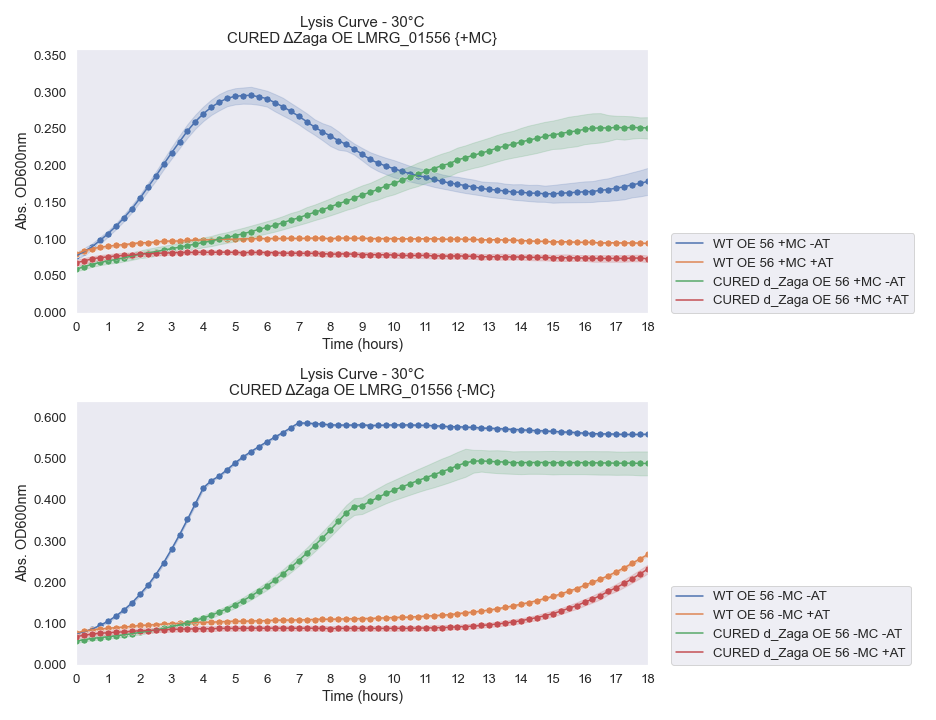 Lysis Curve - 30°C
CURED ΔZaga OE LMRG_01556 {+MC}
0.350
0.300
0.250
0.200
0.150
0.100
0.050
0.000
Abs. OD600nm
0 1 2 3 4 5 6 7 8 9 10 11 12 13 14 15 16 17 18
Time (hours)
WT OE 56 +MC -AT
WT OE 56 +MC +AT
CURED d_Zaga OE 56 +MC -AT
CURED d_Zaga OE 56 +MC +AT
Lysis Curve - 30°C
CURED ΔZaga OE LMRG_01556 {-MC}
0.600
0.500
0.400
0.300
0.200
0.100
0.000
Abs. OD600nm
0 1 2 3 4 5 6 7 8 9 10 11 12 13 14 15 16 17 18
Time (hours)
WT OE 56 -MC -AT
WT OE 56 -MC +AT
CURED d_Zaga OE 56 -MC -AT
CURED d_Zaga OE 56 -MC +AT